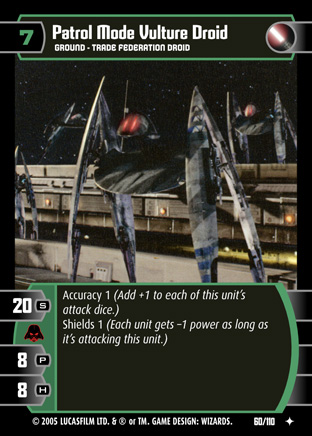 7 Patrol Mode Vulture Droid
GROUND - TRADE FEDERATION DROID
20 S
8 P
8 H
Accuracy 1 (Add +1 to each of this unit's
attack dice.)
Shields 1 (Each unit gets –1 power as long as
it's attacking this unit.)
© 2005 LUCASFILM LTD. & ® or TM. GAME DESIGN: WIZARDS. 60/110